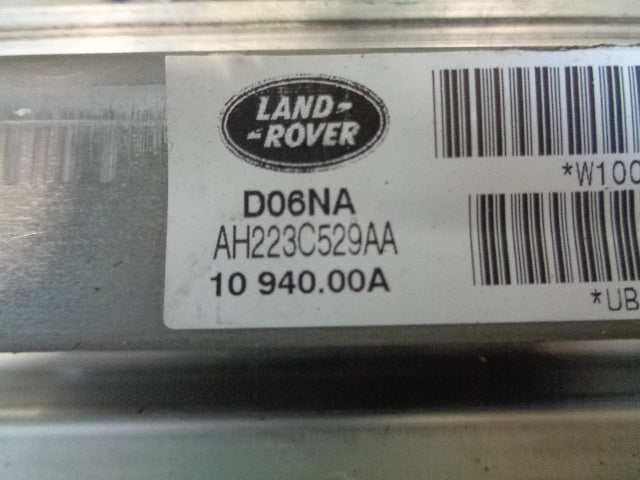 LAND-
-ROVER
D06NA
AH223C529AA
10 940.00A
*W100
*UB